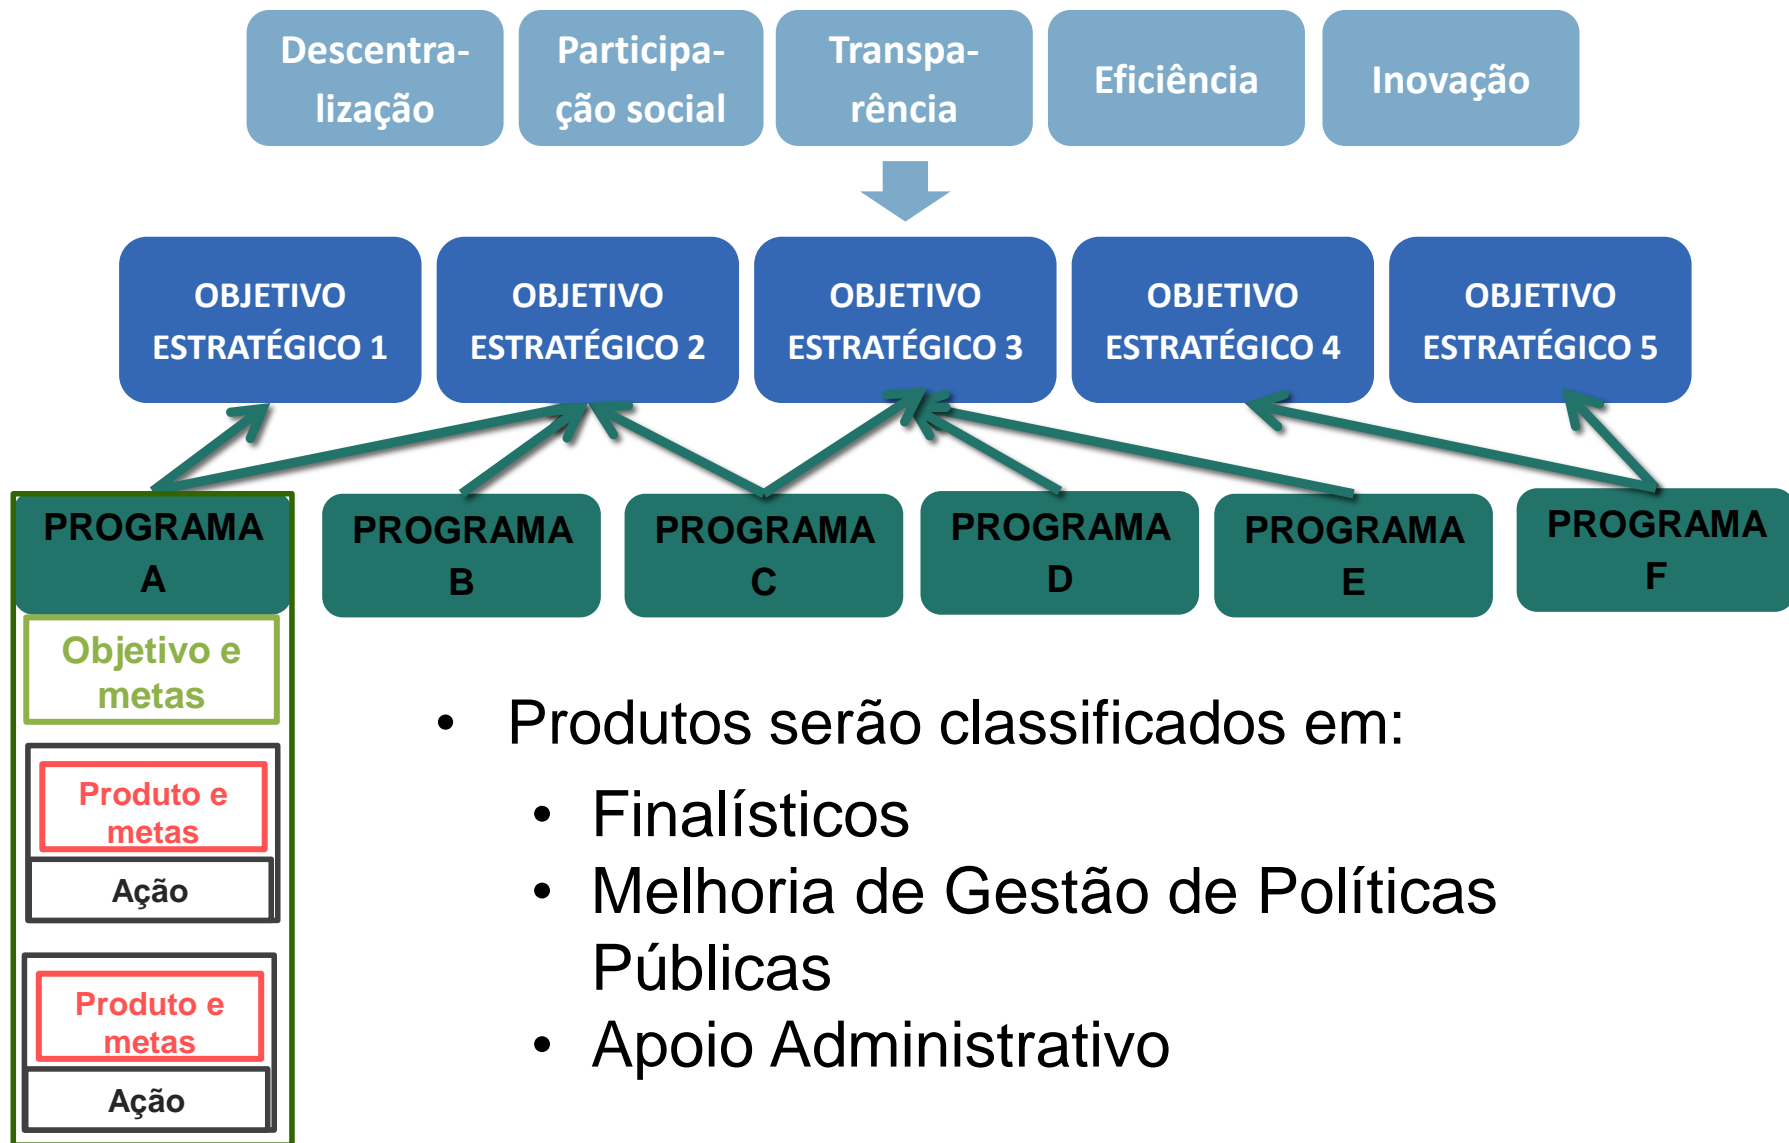 Descentra-
lização
Participa-
ção social
Transpa-
rência
Eficiência
Inovação
OBJETIVO
ESTRATÉGICO 1
OBJETIVO
ESTRATÉGICO 2
OBJETIVO
ESTRATÉGICO 3
OBJETIVO
ESTRATÉGICO 4
OBJETIVO
ESTRATÉGICO 5
PROGRAMA
A
PROGRAMA
B
PROGRAMA
C
PROGRAMA
D
PROGRAMA
E
PROGRAMA
F
Objetivo e
metas
Produto e
metas
Ação
Produto e
metas
Ação
• Produtos serão classificados em:
• Finalísticos
• Melhoria de Gestão de Políticas
Públicas
• Apoio Administrativo